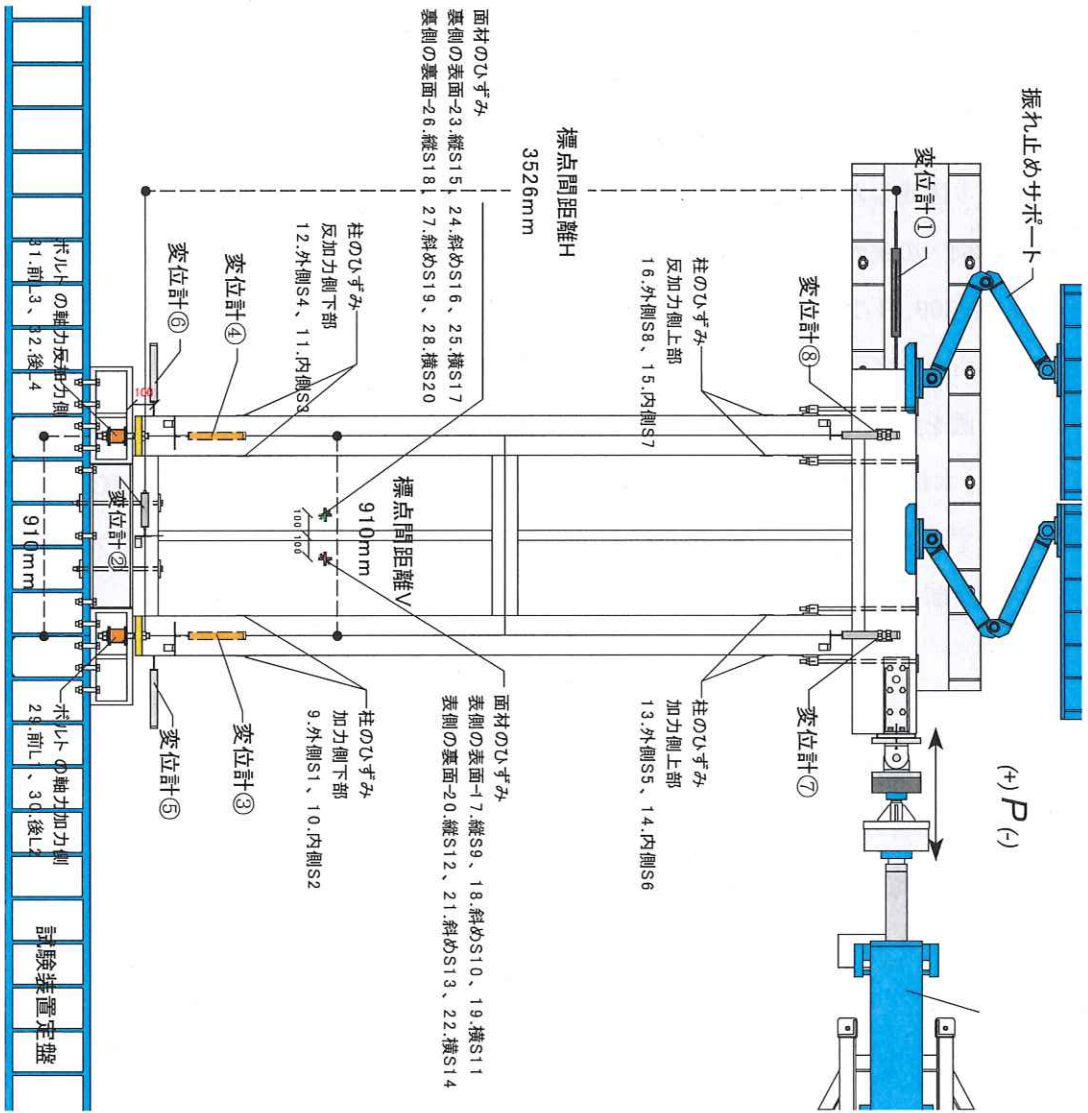 振れ止めサポート
変位計①
標点間距離H
3526mm
面材のひずみ
裏側の表面-23.縦S15、24.斜めS16、25.横S17
裏側の裏面-26.縦S18、27.斜めS19、28.横S20
変位計⑧
柱のひずみ
反加力側上部
16.外側S8、15.内側S7
柱のひずみ
反加力側下部
12.外側S4、11.内側S3
変位計④
変位計⑥
ボルトの軸力反加力側
31.前L3、32.後L4
100
標点間距離V
910mm
100 100
変位計②
910mm
(+) P (-)
変位計⑦
柱のひずみ
加力側上部
13.外側S5、14.内側S6
面材のひずみ
表側の表面-17.縦S9、18.斜めS10、19.横S11
表側の裏面-20.縦S12、21.斜めS13、22.横S14
柱のひずみ
加力側下部
9.外側S1、10.内側S2
変位計③
変位計⑤
ボルトの軸力加力側
29.前L1、30.後L2
試験装置定盤